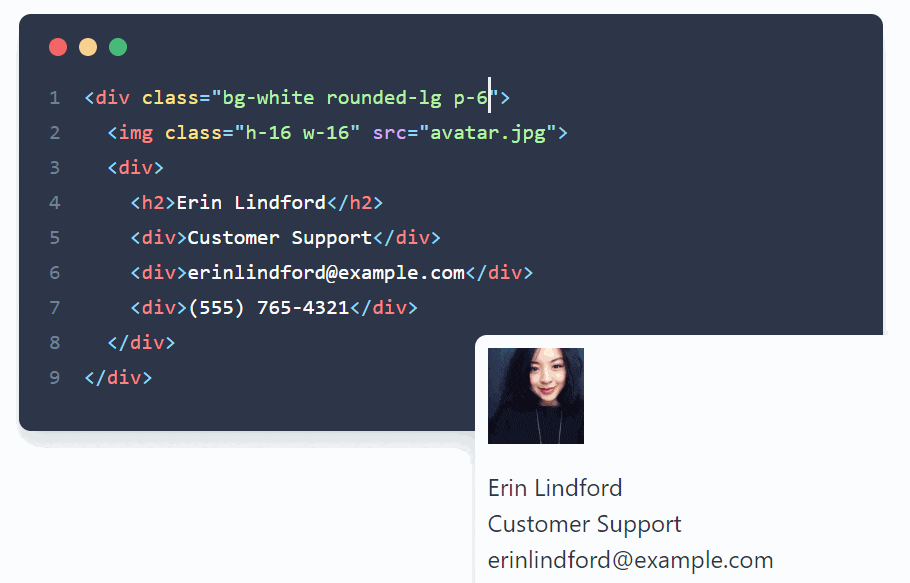 1 <div class="bg-white rounded-lg p-6">
2 <img class="h-16 w-16" src="avatar.jpg">
3 <div>
4 <h2>Erin Lindford</h2>
5 <div>Customer Support</div>
6 <div>erinlindford@example.com</div>
7 <div>(555) 765-4321</div>
8 </div>
9 </div>
Erin Lindford
Customer Support
erinlindford@example.com